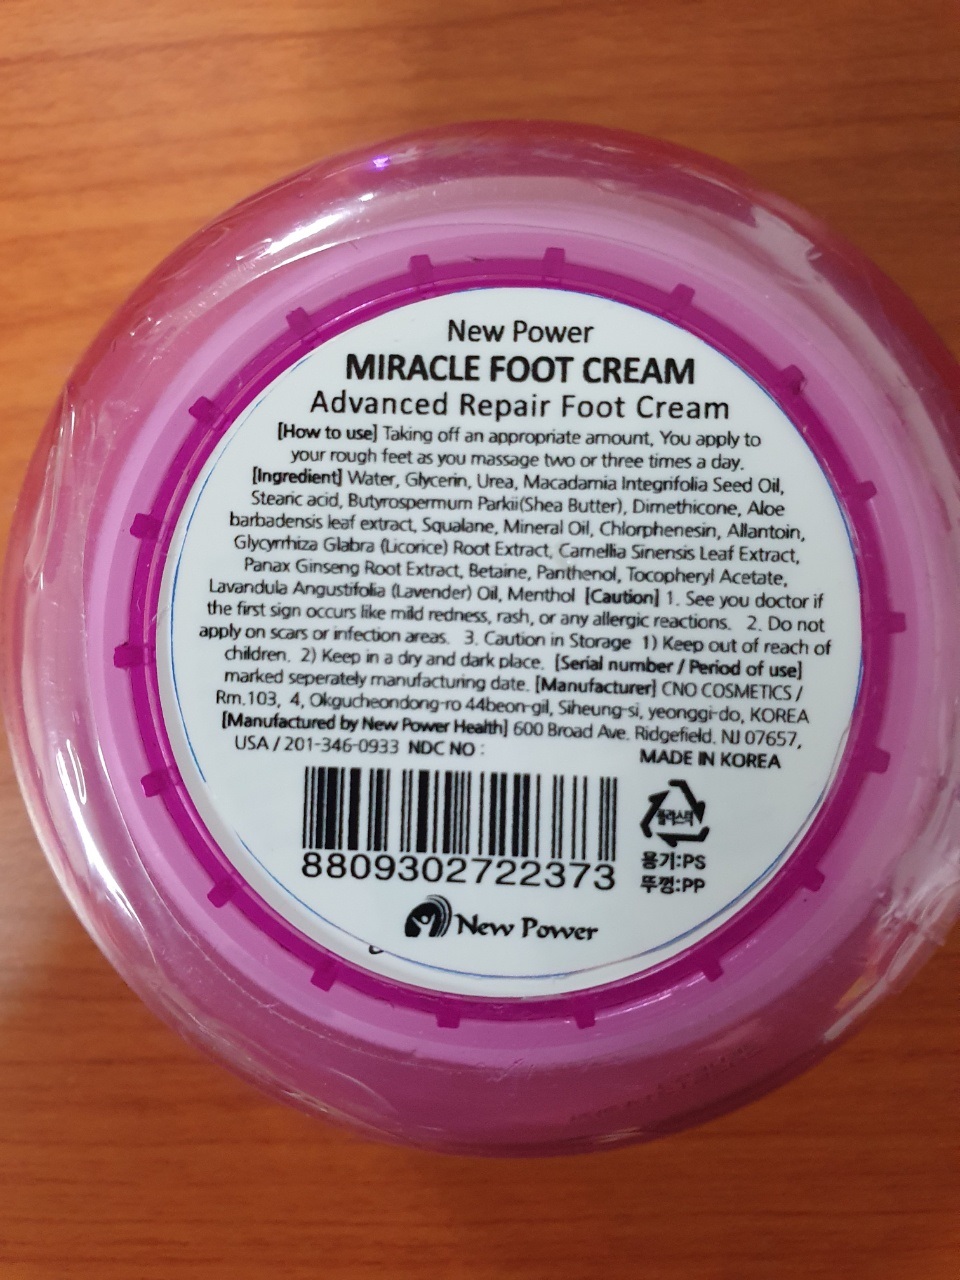 New Power
MIRACLE FOOT CREAM
Advanced Repair Foot Cream
[How to use] Taking off an appropriate amount, You apply to
your rough feet as you massage two or three times a day.
[Ingredient] Water, Glycerin, Urea, Macadamia Integrifolia Seed Oil,
Stearic acid, Butyrospermum Parkii(Shea Butter), Dimethicone, Aloe
barbadensis leaf extract, Squalane, Mineral Oil, Chlorphenesin, Allantoin,
Glycyrrhiza Glabra (Licorice) Root Extract, Camellia Sinensis Leaf Extract,
Panax Ginseng Root Extract, Betaine, Panthenol, Tocopheryl Acetate,
Lavandula Angustifolia (Lavender) Oil, Menthol [Caution] 1. See you doctor if
the first sign occurs like mild redness, rash, or any allergic reactions. 2. Do not
apply on scars or infection areas. 3. Caution in Storage 1) Keep out of reach of
children. 2) Keep in a dry and dark place. [Serial number / Period of use]
marked seperately manufacturing date. [Manufacturer] CNO COSMETICS /
Rm.103, 4, Okgucheondong-ro 44beon-gil, Siheung-si, yeonggi-do, KOREA
[Manufactured by New Power Health] 600 Broad Ave. Ridgefield, NJ 07657,
USA / 201-346-0933 NDC NO :
MADE IN KOREA
플라스틱
용기:PS
뚜껑:PP
8809302722373
New Power